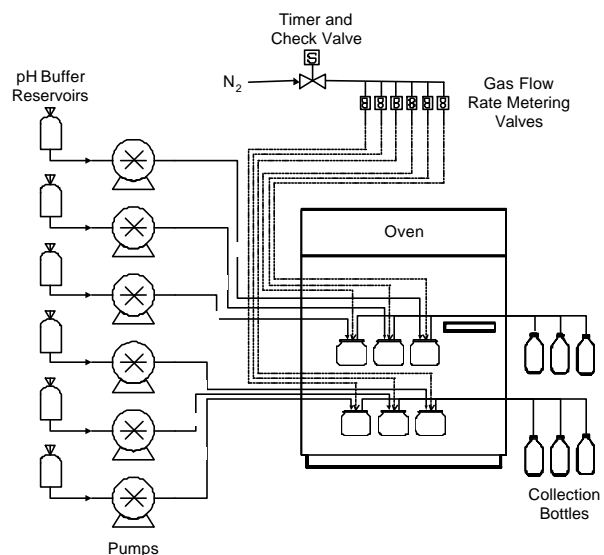 Timer and
Check Valve
S
N₂
pH Buffer
Reservoirs
Gas Flow
Rate Metering
Valves
Oven
Collection
Bottles
Pumps